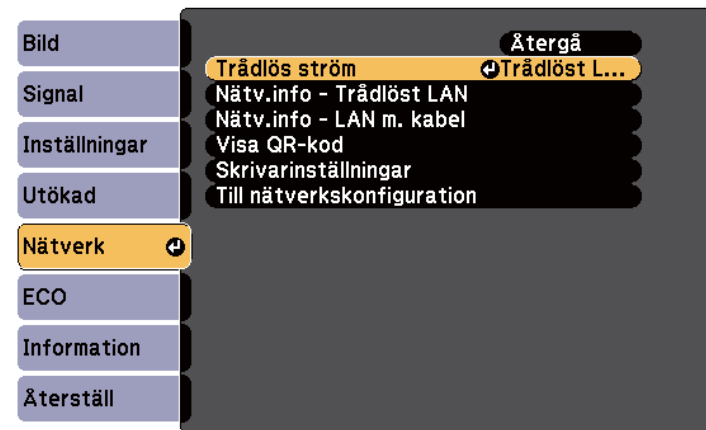 Bild
Signal
Inställningar
Utökad
Nätverk
ECO
Information
Återställ
Återgå
Trådlös ström Trådlöst L...
Nätv.info - Trådlöst LAN
Nätv.info - LAN m. kabel
Visa QR-kod
Skrivarinställningar
Till nätverkskonfiguration